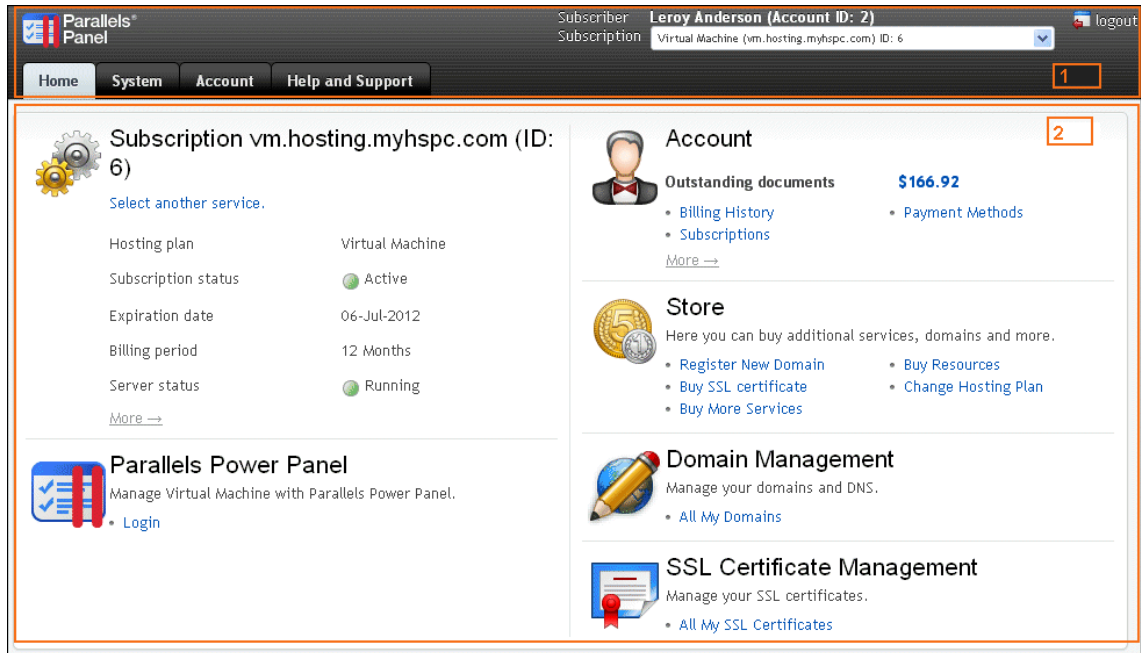 Parallels®
Panel
Subscriber Leroy Anderson (Account ID: 2)
Subscription Virtual Machine (vm.hosting.myhspc.com) ID: 6
logout
Home System Account Help and Support
1
2
Subscription vm.hosting.myhspc.com (ID:
6)
Select another service.
Hosting plan Virtual Machine
Subscription status Active
Expiration date 06-Jul-2012
Billing period 12 Months
Server status Running
More →
Parallels Power Panel
Manage Virtual Machine with Parallels Power Panel.
• Login
Account
Outstanding documents $166.92
• Billing History • Payment Methods
• Subscriptions
More →
Store
Here you can buy additional services, domains and more.
• Register New Domain • Buy Resources
• Buy SSL certificate • Change Hosting Plan
• Buy More Services
Domain Management
Manage your domains and DNS.
• All My Domains
SSL Certificate Management
Manage your SSL certificates.
• All My SSL Certificates